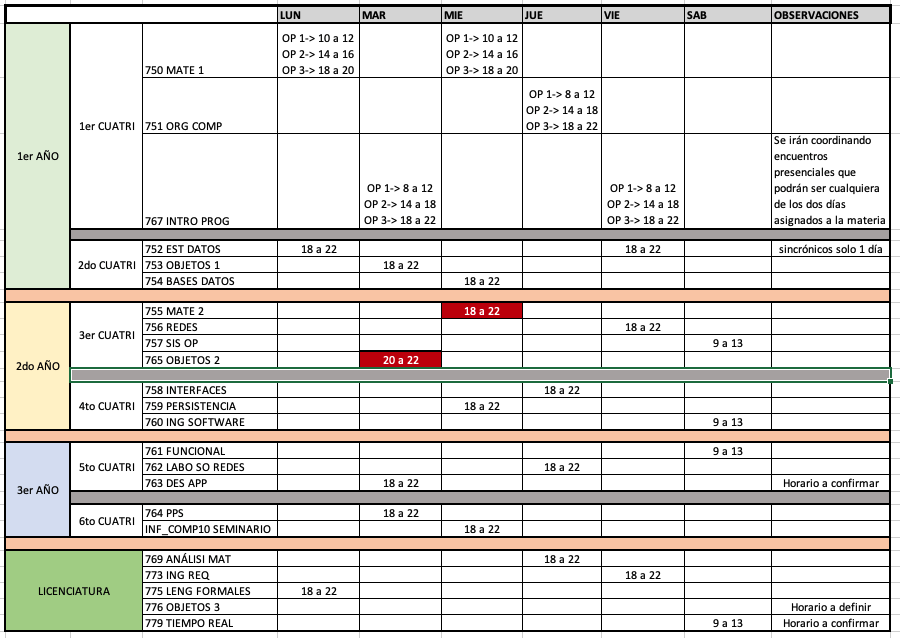 LUN MAR MIE JUE VIE SAB OBSERVACIONES
1er AÑO
1er CUATRI
750 MATE 1
OP 1-> 10 a 12
OP 2-> 14 a 16
OP 3-> 18 a 20
OP 1-> 10 a 12
OP 2-> 14 a 16
OP 3-> 18 a 20
751 ORG COMP
OP 1-> 8 a 12
OP 2-> 14 a 18
OP 3-> 18 a 22
767 INTRO PROG
OP 1-> 8 a 12
OP 2-> 14 a 18
OP 3-> 18 a 22
OP 1-> 8 a 12
OP 2-> 14 a 18
OP 3-> 18 a 22
Se irán coordinando
encuentros
presenciales que
podrán ser cualquiera
de los dos días
asignados a la materia
2do CUATRI
752 EST DATOS 18 a 22 18 a 22 sincrónicos solo 1 día
753 OBJETOS 1 18 a 22
754 BASES DATOS 18 a 22
2do AÑO
3er CUATRI
755 MATE 2 18 a 22
756 REDES 18 a 22
757 SIS OP 9 a 13
765 OBJETOS 2 20 a 22
4to CUATRI
758 INTERFACES 18 a 22
759 PERSISTENCIA 18 a 22
760 ING SOFTWARE 9 a 13
3er AÑO
5to CUATRI
761 FUNCIONAL 9 a 13
762 LABO SO REDES 18 a 22
763 DES APP 18 a 22 Horario a confirmar
6to CUATRI
764 PPS 18 a 22
INF_COMP10 SEMINARIO 18 a 22
LICENCIATURA
769 ANÁLISI MAT 18 a 22
773 ING REQ 18 a 22
775 LENG FORMALES 18 a 22
776 OBJETOS 3 Horario a definir
779 TIEMPO REAL 9 a 13 Horario a confirmar